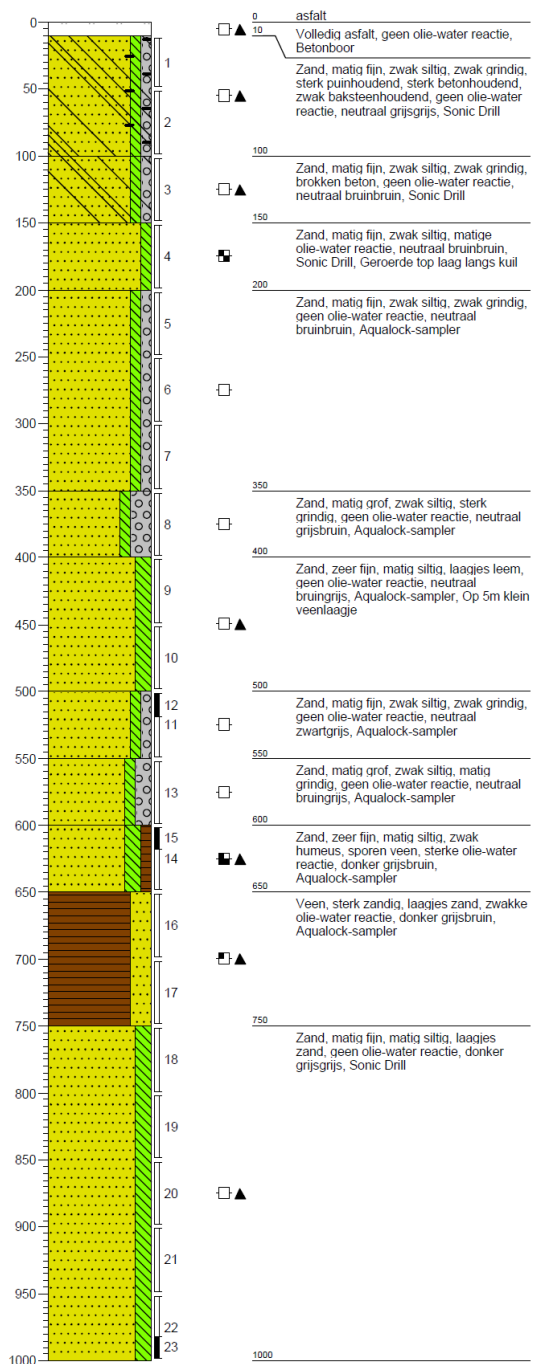 0
50
100
150
200
250
300
350
400
450
500
550
600
650
700
750
800
850
900
950
1000
1
2
3
4
5
6
7
8
9
10
12
11
13
15
14
16
17
18
19
20
21
22
23
0 asfalt
10
Volledig asfalt, geen olie-water reactie,
Betonboor
Zand, matig fijn, zwak siltig, zwak grindig,
sterk puinhoudend, sterk betonhoudend,
zwak baksteenhoudend, geen olie-water
reactie, neutraal grijsgrijs, Sonic Drill
100
Zand, matig fijn, zwak siltig, zwak grindig,
brokken beton, geen olie-water reactie,
neutraal bruinbruin, Sonic Drill
150
Zand, matig fijn, zwak siltig, matige
olie-water reactie, neutraal bruinbruin,
Sonic Drill, Geroerde top laag langs kuil
200
Zand, matig fijn, zwak siltig, zwak grindig,
geen olie-water reactie, neutraal
bruinbruin, Aqualock-sampler
350
Zand, matig grof, zwak siltig, sterk
grindig, geen olie-water reactie, neutraal
grijsbruin, Aqualock-sampler
400
Zand, zeer fijn, matig siltig, laagjes leem,
geen olie-water reactie, neutraal
bruingrijs, Aqualock-sampler, Op 5m klein
veenlaagje
500
Zand, matig fijn, zwak siltig, zwak grindig,
geen olie-water reactie, neutraal
zwartgrijs, Aqualock-sampler
550
Zand, matig grof, zwak siltig, matig
grindig, geen olie-water reactie, neutraal
bruingrijs, Aqualock-sampler
600
Zand, zeer fijn, matig siltig, zwak
humeus, sporen veen, sterke olie-water
reactie, donker grijsbruin,
Aqualock-sampler
650
Veen, sterk zandig, laagjes zand, zwakke
olie-water reactie, donker grijsbruin,
Aqualock-sampler
750
Zand, matig fijn, matig siltig, laagjes
zand, geen olie-water reactie, donker
grijsgrijs, Sonic Drill
1000